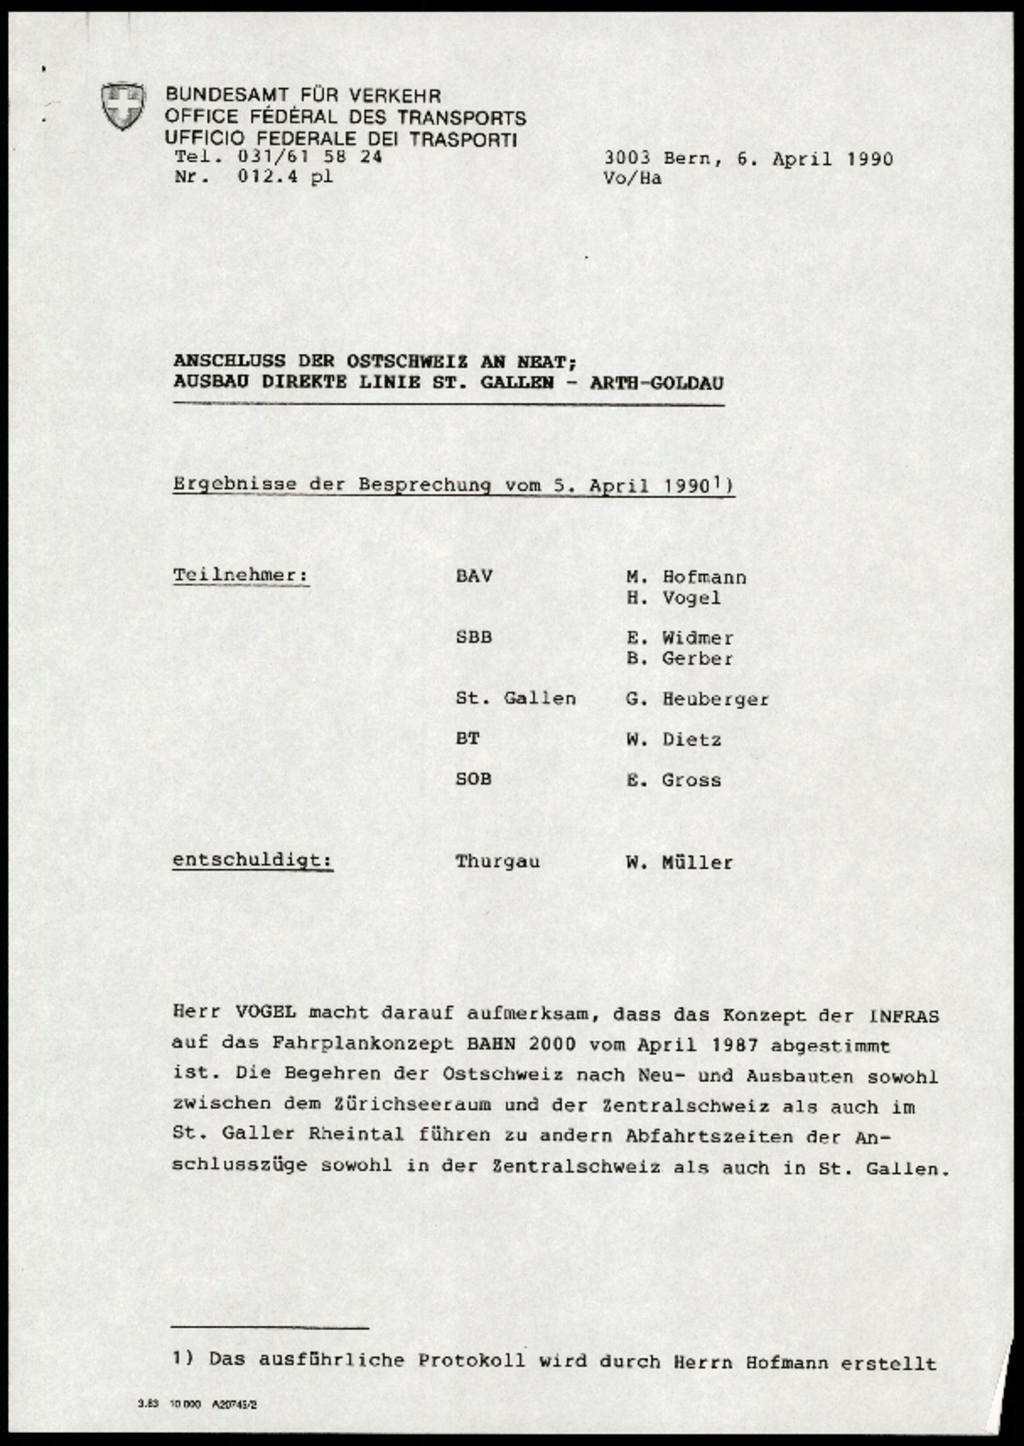 BUNDESAMT FÜR VERKEHR
OFFICE FÉDÉRAL DES TRANSPORTS
UFFICIO FEDERALE DEI TRASPORTI
Tel. 031/61 58 24
Nr. 012.4 pl
3003 Bern, 6. April 1990
Vo/Ha
ANSCHLUSS DER OSTSCHWEIZ AN NEAT;
AUSBAU DIREKTE LINIE ST. GALLEN - ARTH-GOLDAU
Ergebnisse der Besprechung vom 5. April 1990¹)
Teilnehmer: BAV M. Hofmann
H. Vogel
SBB E. Widmer
B. Gerber
St. Gallen G. Heuberger
BT W. Dietz
SOB E. Gross
entschuldigt: Thurgau W. Müller
Herr VOGEL macht darauf aufmerksam, dass das Konzept der INFRAS
auf das Fahrplankonzept BAHN 2000 vom April 1987 abgestimmt
ist. Die Begehren der Ostschweiz nach Neu- und Ausbauten sowohl
zwischen dem Zürichseeraum und der Zentralschweiz als auch im
St. Galler Rheintal führen zu andern Abfahrtszeiten der An-
schlusszüge sowohl in der Zentralschweiz als auch in St. Gallen.
1) Das ausführliche Protokoll wird durch Herrn Hofmann erstellt
3.83 10 000 A20745/2